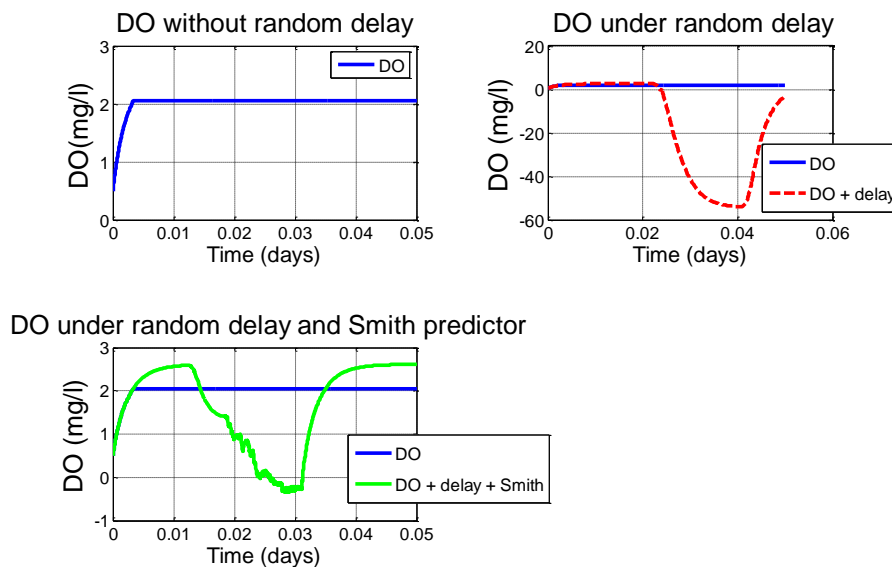 DO without random delay
DO under random delay
3
2
1
0
DO(mg/l)
DO
0 0.01 0.02 0.03 0.04 0.05
Time (days)
20
0
-20
-40
-60
DO (mg/l)
DO
DO + delay
0 0.02 0.04 0.06
Time (days)
DO under random delay and Smith predictor
3
2
1
0
-1
DO (mg/l)
DO
DO + delay + Smith
0 0.01 0.02 0.03 0.04 0.05
Time (days)